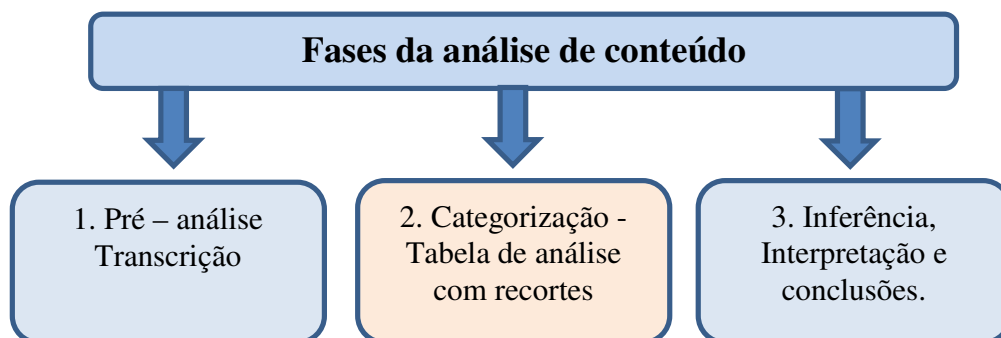 Fases da análise de conteúdo
1. Pré – análise
Transcrição
2. Categorização -
Tabela de análise
com recortes
3. Inferência,
Interpretação e
conclusões.